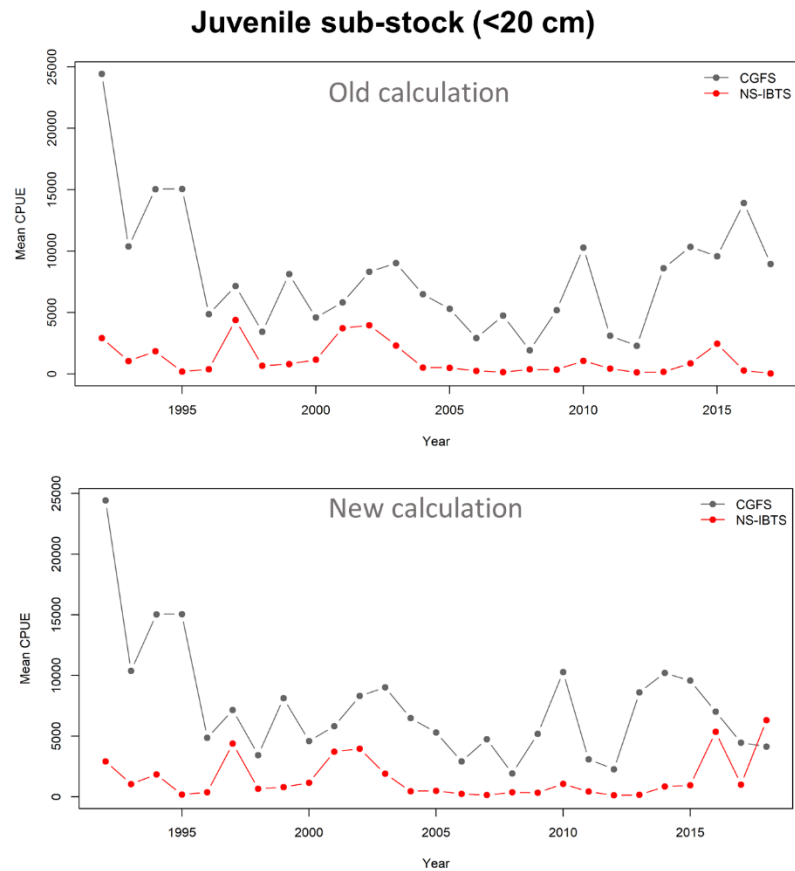 Juvenile sub-stock (<20 cm)
Old calculation
CGFS
NS-IBTS
Mean CPUE
25000
20000
15000
10000
5000
0
1995 2000 2005 2010 2015
Year
New calculation
CGFS
NS-IBTS
Mean CPUE
25000
20000
15000
10000
5000
0
1995 2000 2005 2010 2015
Year